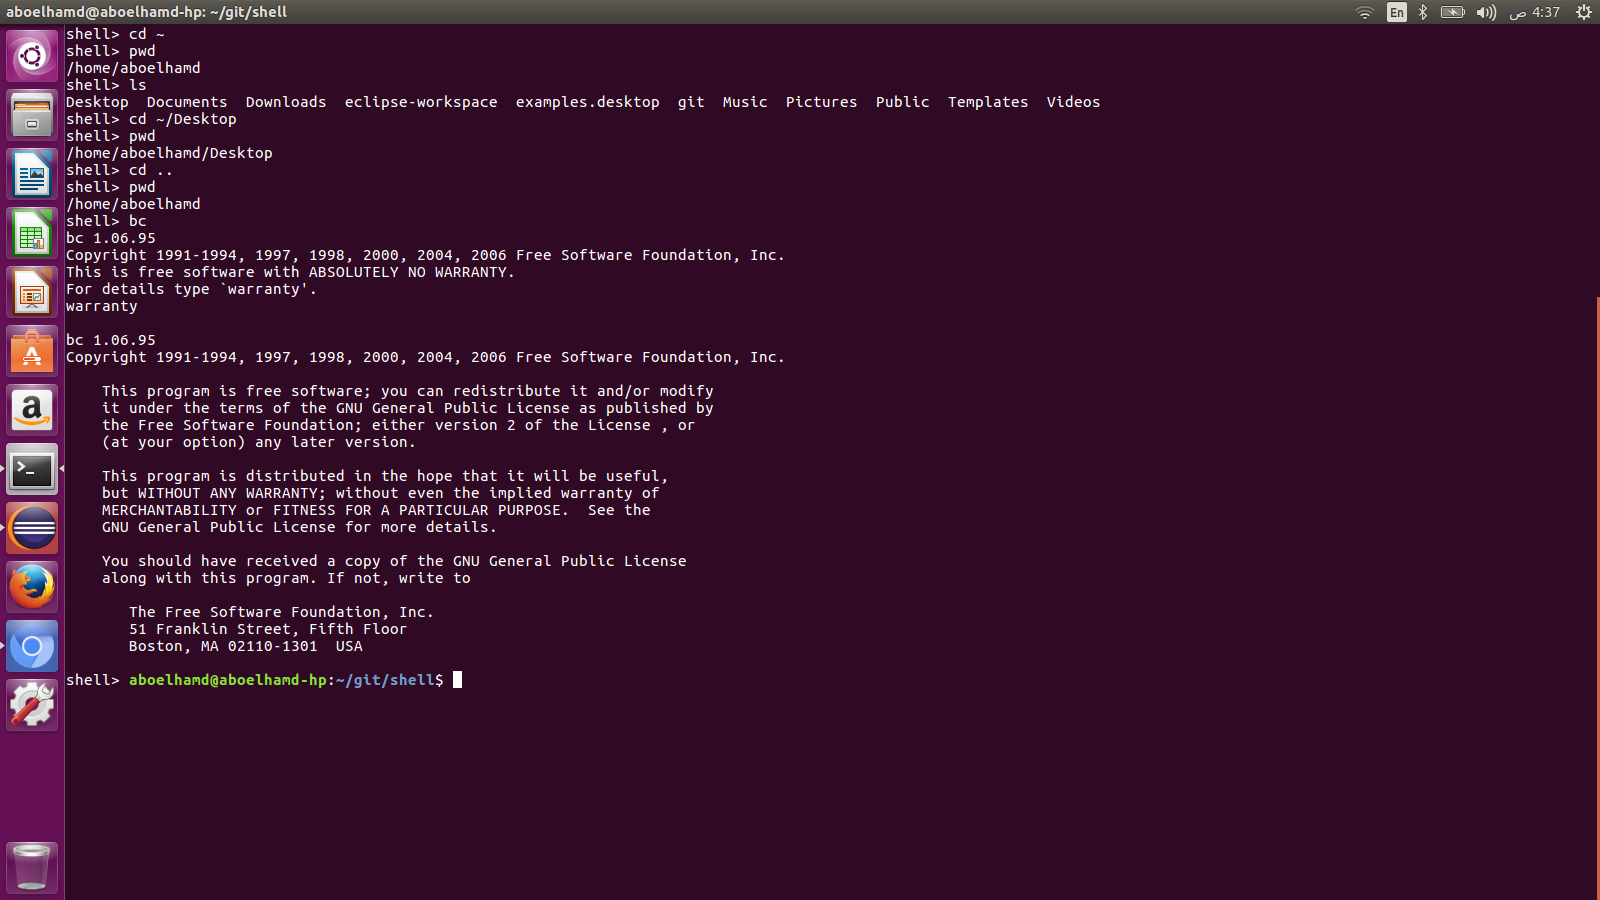 aboelhamd@aboelhamd-hp: ~/git/shell
En
4:37 ص
shell> cd ~
shell> pwd
/home/aboelhamd
shell> ls
Desktop  Documents  Downloads  eclipse-workspace  examples.desktop  git  Music  Pictures  Public  Templates  Videos
shell> cd ~/Desktop
shell> pwd
/home/aboelhamd/Desktop
shell> cd ..
shell> pwd
/home/aboelhamd
shell> bc
bc 1.06.95
Copyright 1991-1994, 1997, 1998, 2000, 2004, 2006 Free Software Foundation, Inc.
This is free software with ABSOLUTELY NO WARRANTY.
For details type `warranty'.
warranty
bc 1.06.95
Copyright 1991-1994, 1997, 1998, 2000, 2004, 2006 Free Software Foundation, Inc.
    This program is free software; you can redistribute it and/or modify
    it under the terms of the GNU General Public License as published by
    the Free Software Foundation; either version 2 of the License , or
    (at your option) any later version.
    This program is distributed in the hope that it will be useful,
    but WITHOUT ANY WARRANTY; without even the implied warranty of
    MERCHANTABILITY or FITNESS FOR A PARTICULAR PURPOSE.  See the
    GNU General Public License for more details.
    You should have received a copy of the GNU General Public License
    along with this program. If not, write to
       The Free Software Foundation, Inc.
       51 Franklin Street, Fifth Floor
       Boston, MA 02110-1301  USA
shell> aboelhamd@aboelhamd-hp:~/git/shell$